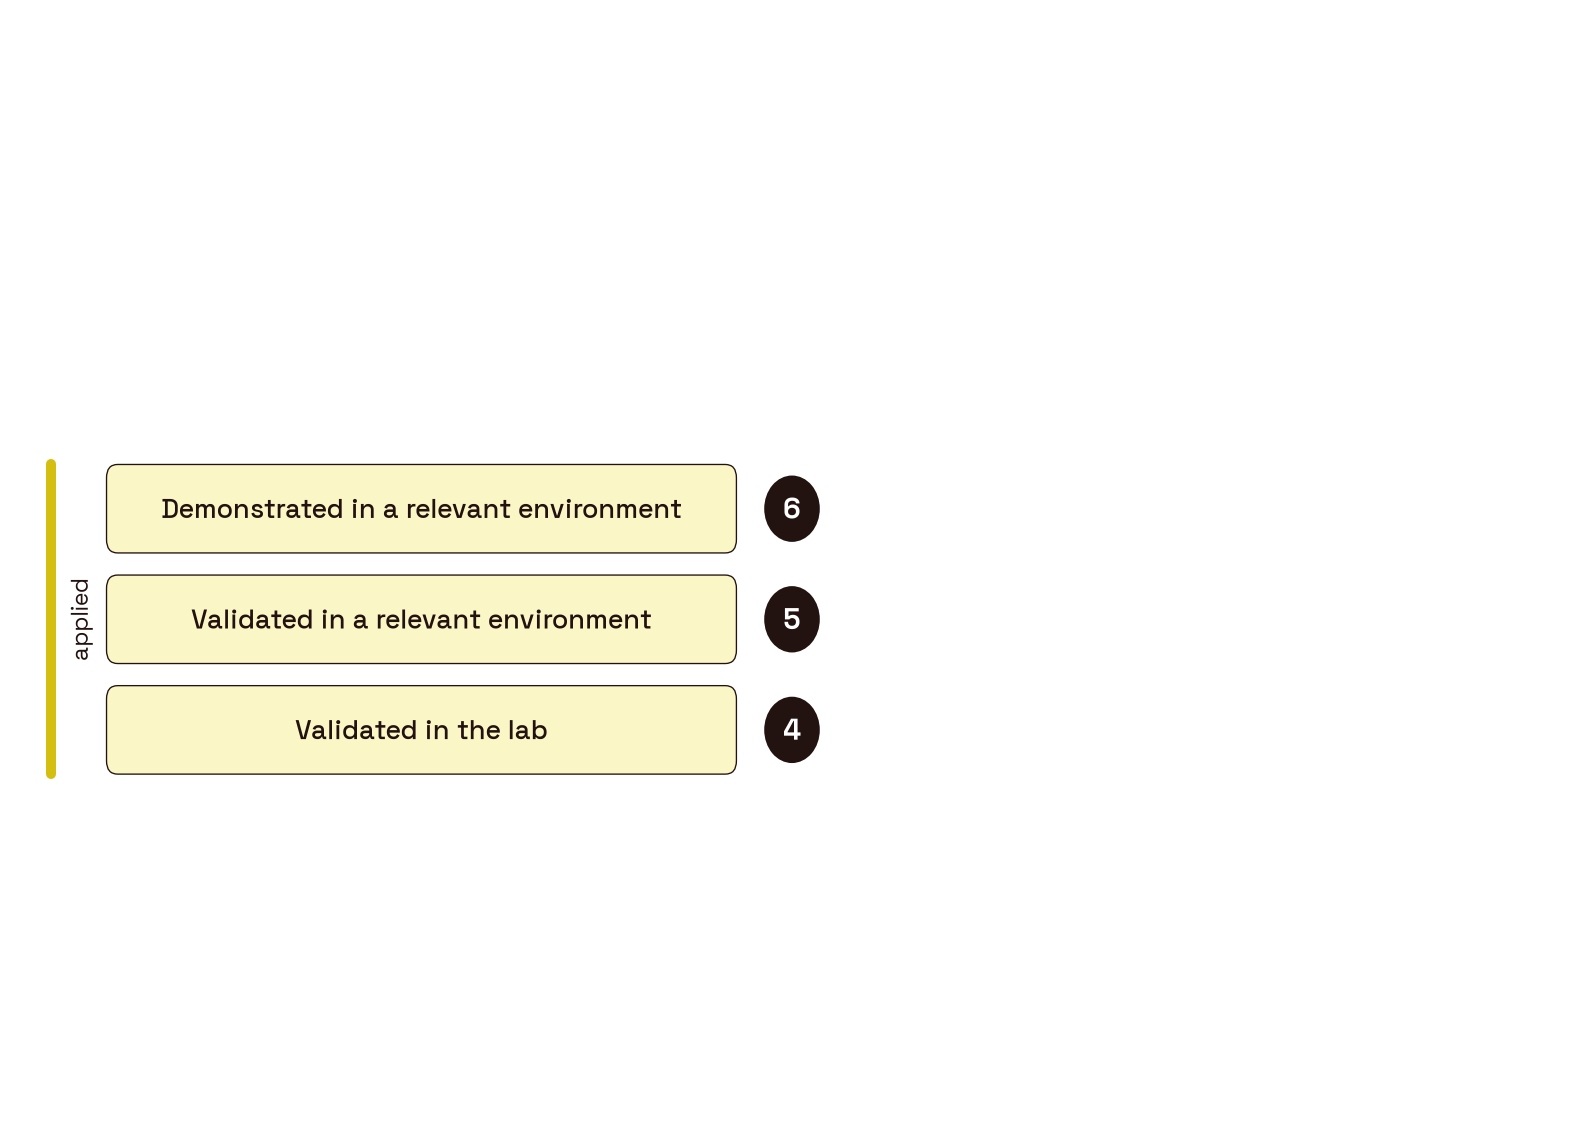 Demonstrated in a relevant environment
6
applied
Validated in a relevant environment
5
Validated in the lab
4